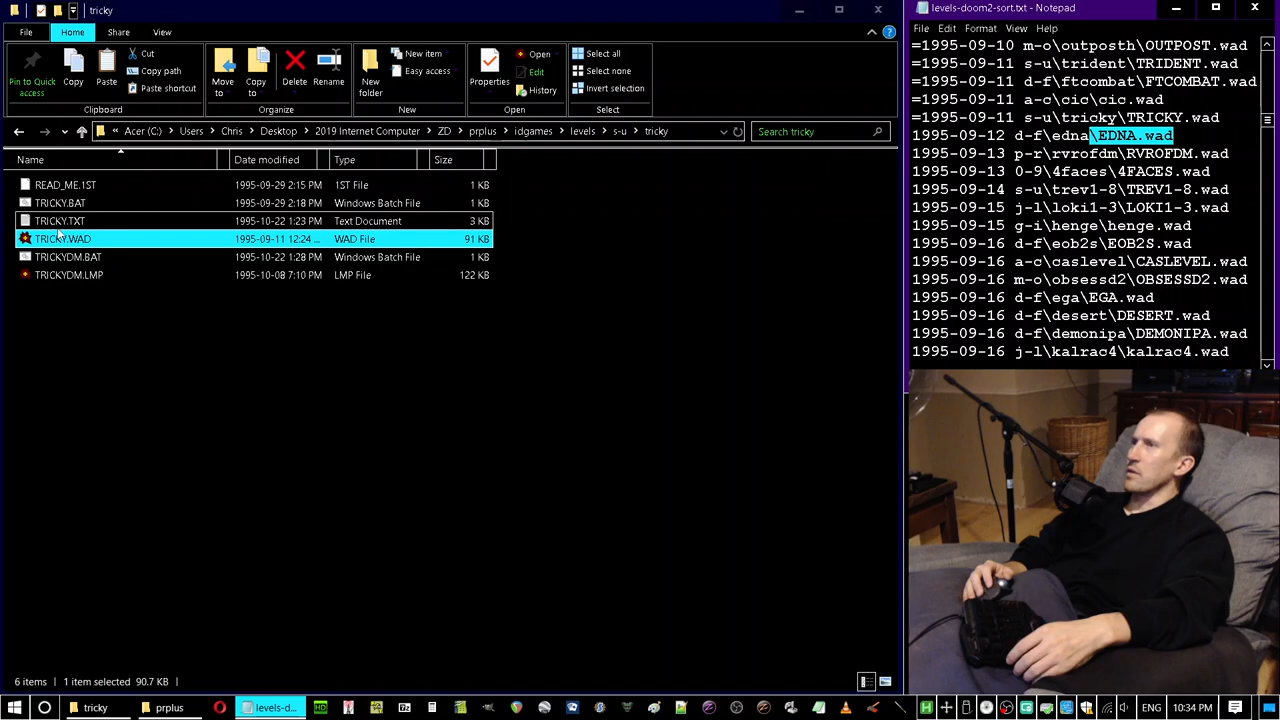 tricky
File Home Share View
Pin to Quick access
Copy
Paste
Cut
Copy path
Paste shortcut
Clipboard
Move to
Copy to
Delete
Rename
Organize
New folder
New item
Easy access
New
Properties
Open
Edit
History
Open
Select all
Select none
Invert selection
Select
« Acer (C:) > Users > Chris > Desktop > 2019 Internet Computer > ZD > prplus > idgames > levels > s-u > tricky
Search tricky
Name Date modified Type Size
READ_ME.1ST 1995-09-29 2:15 PM 1ST File 1 KB
TRICKY.BAT 1995-09-29 2:18 PM Windows Batch File 1 KB
TRICKY.TXT 1995-10-22 1:23 PM Text Document 3 KB
TRICKY.WAD 1995-09-11 12:24 ... WAD File 91 KB
TRICKYDM.BAT 1995-10-22 1:28 PM Windows Batch File 1 KB
TRICKYDM.LMP 1995-10-08 7:10 PM LMP File 122 KB
6 items 1 item selected 90.7 KB
levels-doom2-sort.txt - Notepad
File Edit Format View Help
=1995-09-10 m-o\outposth\OUTPOST.wad
=1995-09-11 s-u\trident\TRIDENT.wad
=1995-09-11 d-f\ftcombat\FTCOMBAT.wad
=1995-09-11 a-c\cic\cic.wad
=1995-09-11 s-u\tricky\TRICKY.wad
1995-09-12 d-f\edna\EDNA.wad
1995-09-13 p-r\rvrofdm\RVROFDM.wad
1995-09-13 0-9\4faces\4FACES.wad
1995-09-14 s-u\trev1-8\TREV1-8.wad
1995-09-15 j-l\loki1-3\LOKI1-3.wad
1995-09-15 g-i\henge\henge.wad
1995-09-16 d-f\eob2s\EOB2S.wad
1995-09-16 a-c\caslevel\CASLEVEL.wad
1995-09-16 m-o\obsessd2\OBSESSD2.wad
1995-09-16 d-f\ega\EGA.wad
1995-09-16 d-f\desert\DESERT.wad
1995-09-16 d-f\demonipa\DEMONIPA.wad
1995-09-16 j-l\kalrac4\kalrac4.wad
tricky
prplus
levels-d...
ENG
10:34 PM